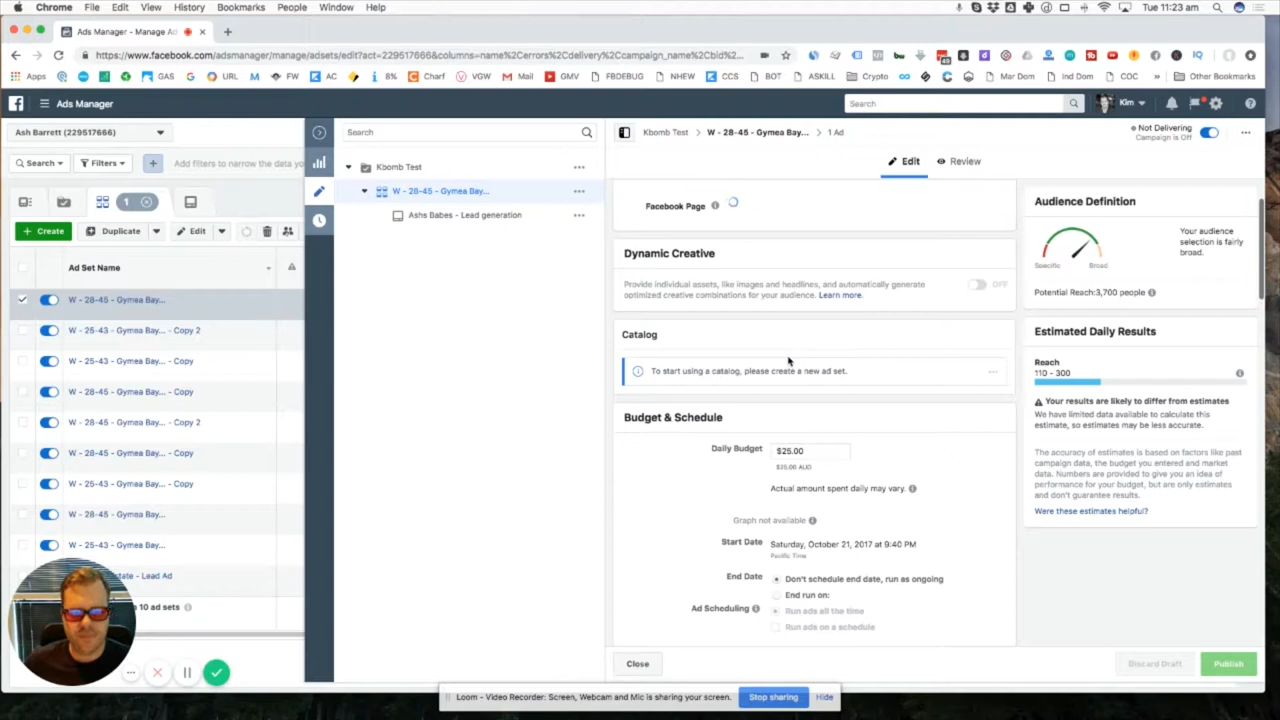 Chrome File Edit View History Bookmarks People Window Help
Tue 11:23 am
Ads Manager - Manage Ad
https://www.facebook.com/adsmanager/manage/adsets/edit?act=229517666&columns=name%2Cerrors%2Cdelivery%2Ccampaign_name%2Cbid%2...
Apps GAS URL FW AC 8% Charf VGW Mail GMV FBDEBUG NHEW CCS BOT ASKILL Crypto Mar Dom Ind Dom COC » Other Bookmarks
Ads Manager
Search
Kim
Ash Barrett (229517666)
Search
Filters
Add filters to narrow the data yo
1
+ Create
Duplicate
Edit
Ad Set Name
W - 28-45 - Gymea Bay...
W - 25-43 - Gymea Bay... - Copy 2
W - 25-43 - Gymea Bay... - Copy
W - 28-45 - Gymea Bay... - Copy
W - 28-45 - Gymea Bay... - Copy 2
W - 28-45 - Gymea Bay... - Copy
W - 25-43 - Gymea Bay... - Copy
W - 28-45 - Gymea Bay...
W - 25-43 - Gymea Bay...
state - Lead Ad
10 ad sets
Search
Kbomb Test
W - 28-45 - Gymea Bay...
Ashs Babes - Lead generation
Kbomb Test > W - 28-45 - Gymea Bay... > 1 Ad
Not Delivering
Campaign is Off
Edit
Review
Facebook Page
Dynamic Creative
Provide individual assets, like images and headlines, and automatically generate
optimized creative combinations for your audience. Learn more.
OFF
Catalog
To start using a catalog, please create a new ad set.
Budget & Schedule
Daily Budget
$25.00
$25.00 AUD
Actual amount spent daily may vary.
Graph not available
Start Date
Saturday, October 21, 2017 at 9:40 PM
Pacific Time
End Date
Don't schedule end date, run as ongoing
End run on:
Ad Scheduling
Run ads all the time
Run ads on a schedule
Close
Discard Draft
Publish
Audience Definition
Your audience
selection is fairly
broad.
Specific
Broad
Potential Reach:3,700 people
Estimated Daily Results
Reach
110 - 300
Your results are likely to differ from estimates
We have limited data available to calculate this
estimate, so estimates may be less accurate.
The accuracy of estimates is based on factors like past
campaign data, the budget you entered and market
data. Numbers are provided to give you an idea of
performance for your budget, but are only estimates
and don't guarantee results.
Were these estimates helpful?
Loom - Video Recorder: Screen, Webcam and Mic is sharing your screen.
Stop sharing
Hide